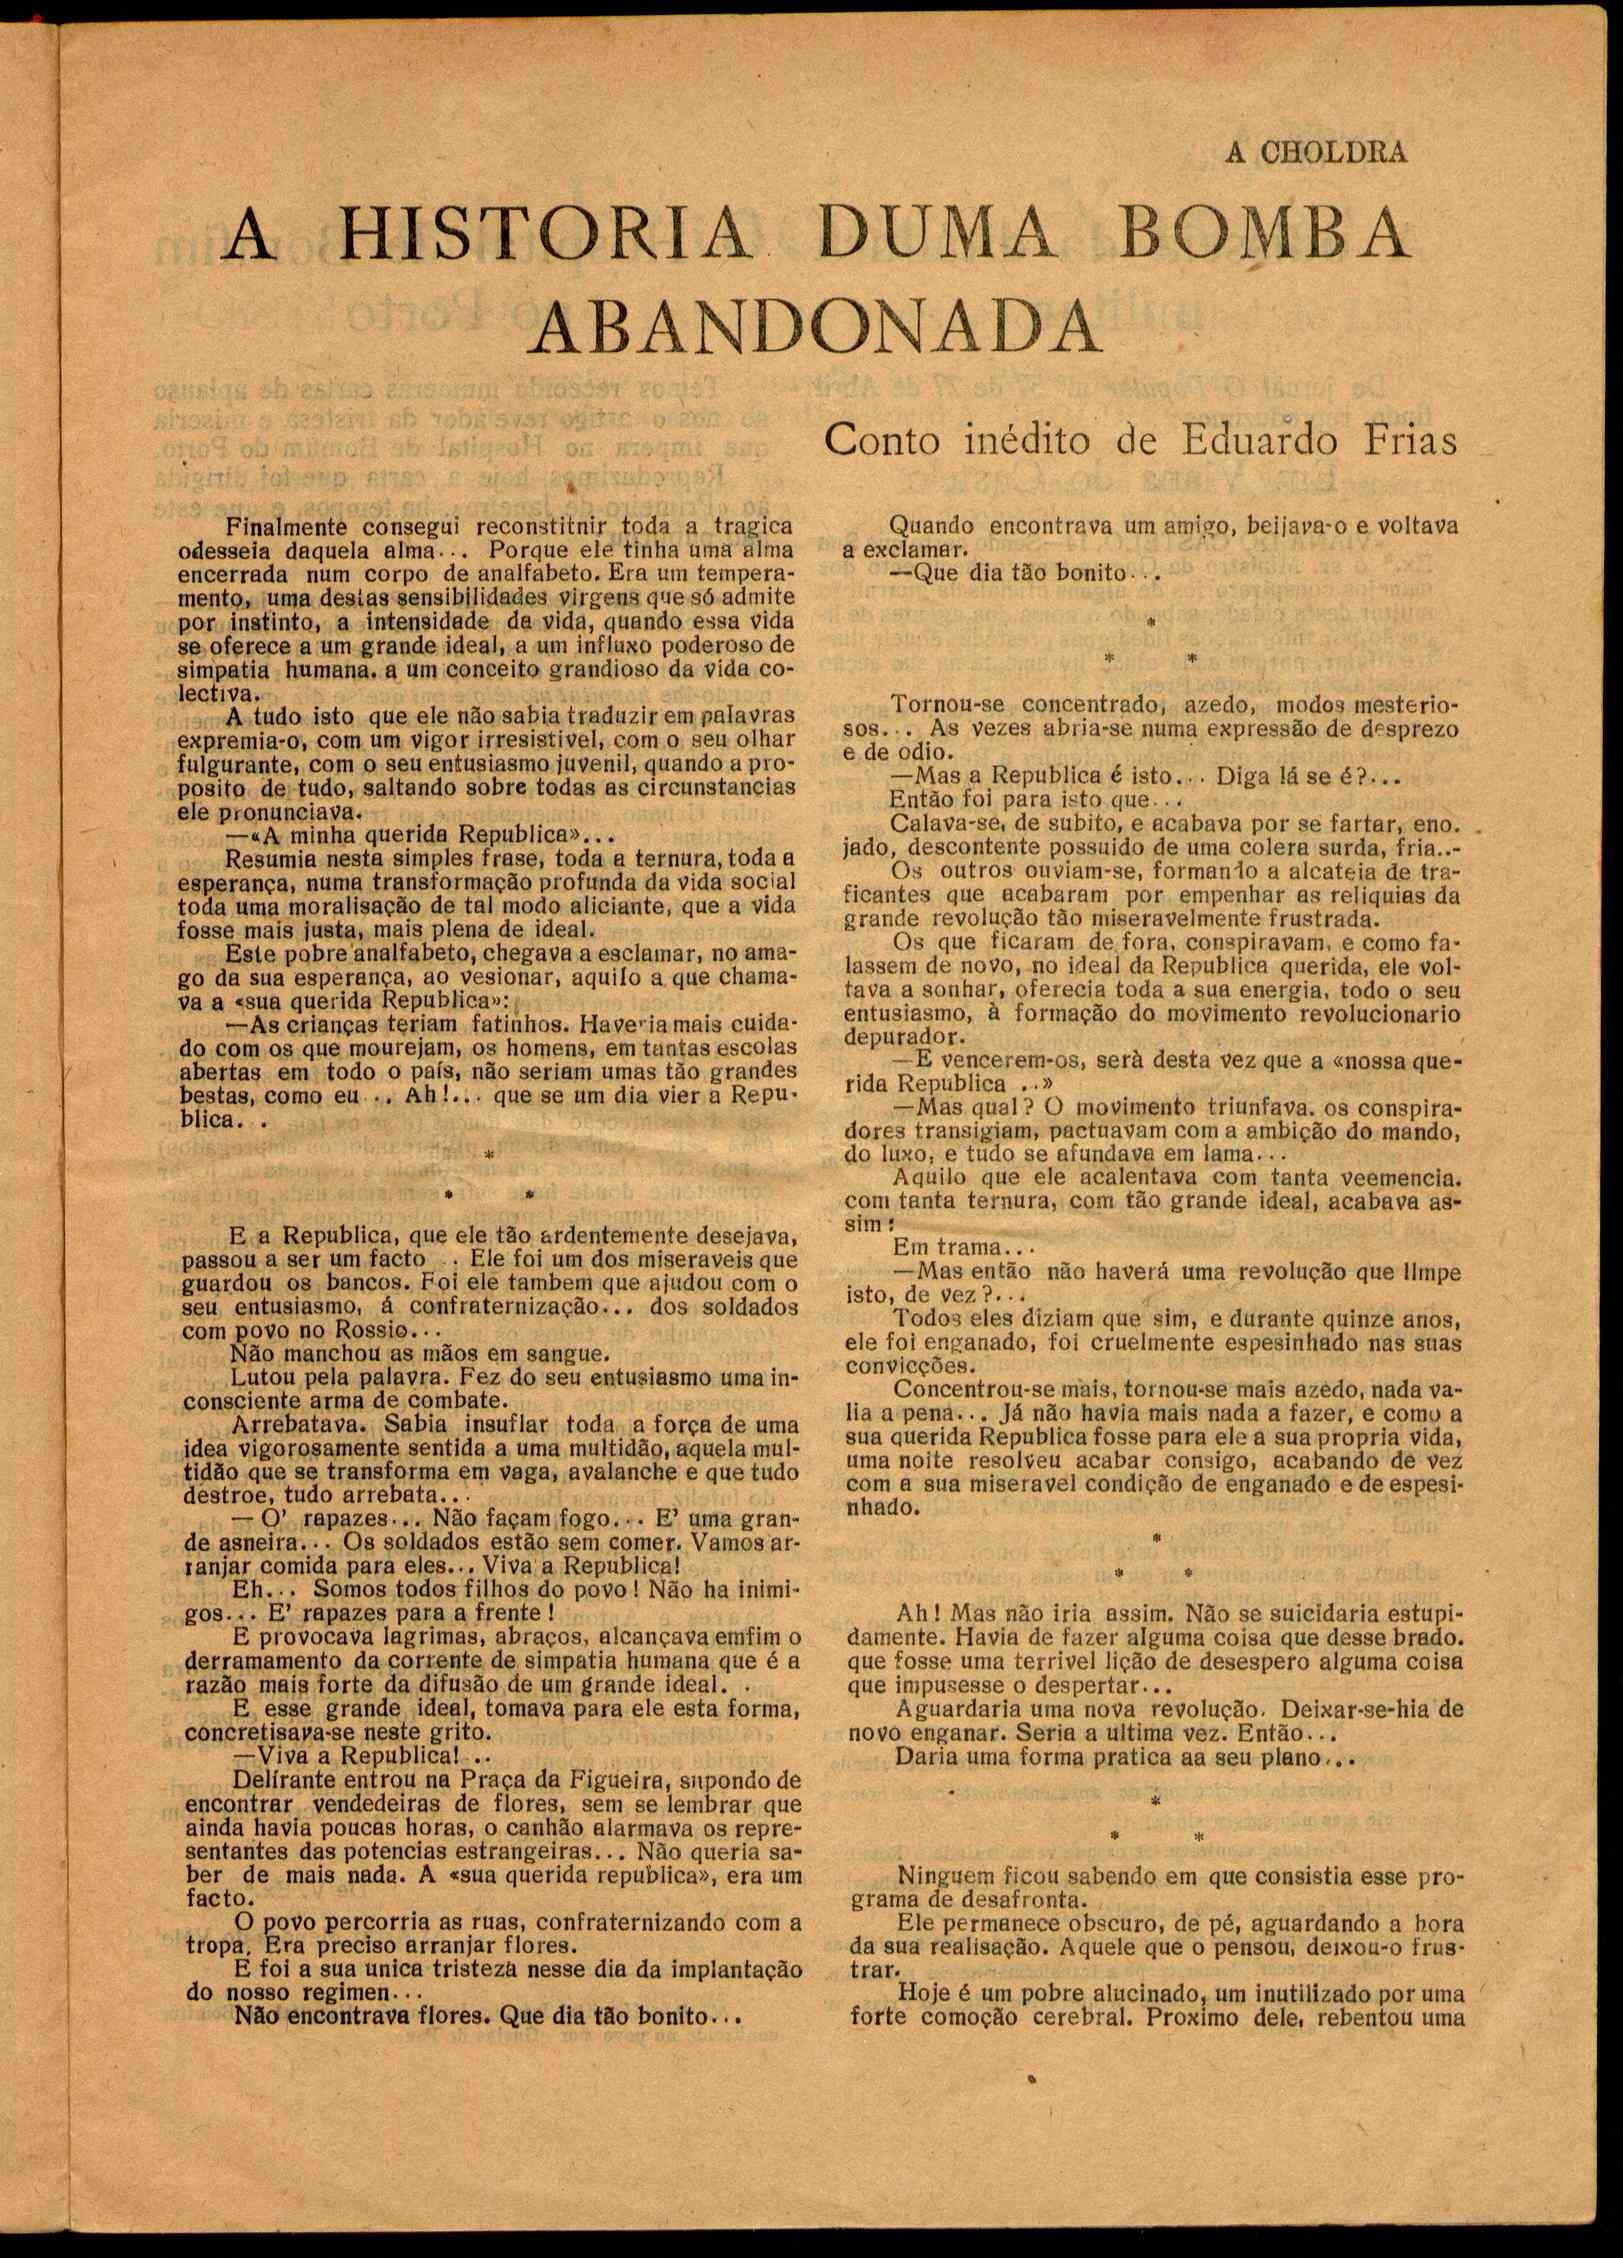 A CHOLDRA
A HISTORIA DUMA BOMBA
ABANDONADA
Conto inédito de Eduardo Frias
Finalmente consegui reconstitnir toda a tragica
odesseia daquela alma... Porque ele tinha uma alma
encerrada num corpo de analfabeto. Era um tempera-
mento, uma destas sensibilidades virgens que só admite
por instinto, a intensidade da vida, quando essa vida
se oferece a um grande ideal, a um influxo poderoso de
simpatia humana. a um conceito grandioso da vida co-
lectiva.
A tudo isto que ele não sabia traduzir em palavras
expremia-o, com um vigor irresistivel, com o seu olhar
fulgurante, com o seu entusiasmo juvenil, quando a pro-
posito de tudo, saltando sobre todas as circunstancias
ele pronunciava.
—«A minha querida Republica»...
Resumia nesta simples frase, toda a ternura, toda a
esperança, numa transformação profunda da vida social
toda uma moralisação de tal modo aliciante, que a vida
fosse mais justa, mais plena de ideal.
Este pobre analfabeto, chegava a esclamar, no ama-
go da sua esperança, ao vesionar, aquilo a que chama-
va a «sua querida Republica»:
—As crianças teriam fatinhos. Haveria mais cuida-
do com os que mourejam, os homens, em tantas escolas
abertas em todo o país, não seriam umas tão grandes
bestas, como eu... Ah!... que se um dia vier a Repu-
blica. .
*
* *
E a Republica, que ele tão ardentemente desejava,
passou a ser um facto . . Ele foi um dos miseraveis que
guardou os bancos. Foi ele tambem que ajudou com o
seu entusiasmo, á confraternização... dos soldados
com povo no Rossio...
Não manchou as mãos em sangue.
Lutou pela palavra. Fez do seu entusiasmo uma in-
consciente arma de combate.
Arrebatava. Sabia insuflar toda a força de uma
idea vigorosamente sentida a uma multidão, aquela mul-
tidão que se transforma em vaga, avalanche e que tudo
destroe, tudo arrebata...
— O' rapazes... Não façam fogo... E' uma gran-
de asneira... Os soldados estão sem comer. Vamos ar-
ranjar comida para eles... Viva a Republica!
Eh... Somos todos filhos do povo! Não ha inimi-
gos... E' rapazes para a frente!
E provocava lagrimas, abraços, alcançava emfim o
derramamento da corrente de simpatia humana que é a
razão mais forte da difusão de um grande ideal. .
E esse grande ideal, tomava para ele esta forma,
concretisava-se neste grito.
—Viva a Republica! ..
Delirante entrou na Praça da Figueira, supondo de
encontrar vendedeiras de flores, sem se lembrar que
ainda havia poucas horas, o canhão alarmava os repre-
sentantes das potencias estrangeiras... Não queria sa-
ber de mais nada. A «sua querida republica», era um
facto.
O povo percorria as ruas, confraternizando com a
tropa. Era preciso arranjar flores.
E foi a sua unica tristeza nesse dia da implantação
do nosso regimen...
Não encontrava flores. Que dia tão bonito...
Quando encontrava um amigo, beijava-o e voltava
a exclamar.
—Que dia tão bonito...
*
* *
Tornou-se concentrado, azedo, modos mesterio-
sos... As vezes abria-se numa expressão de desprezo
e de odio.
—Mas a Republica é isto... Diga lá se é?...
Então foi para isto que...
Calava-se, de subito, e acabava por se fartar, eno.
jado, descontente possuido de uma colera surda, fria..-
Os outros ouviam-se, formando a alcateia de tra-
ficantes que acabaram por empenhar as reliquias da
grande revolução tão miseravelmente frustrada.
Os que ficaram de fora, conspiravam, e como fa-
lassem de novo, no ideal da Republica querida, ele vol-
tava a sonhar, oferecia toda a sua energia, todo o seu
entusiasmo, à formação do movimento revolucionario
depurador.
—E vencerem-os, serà desta vez que a «nossa que-
rida Republica ..»
—Mas qual? O movimento triunfava. os conspira-
dores transigiam, pactuavam com a ambição do mando,
do luxo, e tudo se afundava em lama...
Aquilo que ele acalentava com tanta veemencia.
com tanta ternura, com tão grande ideal, acabava as-
sim:
Em trama...
—Mas então não haverá uma revolução que limpe
isto, de vez?...
Todos eles diziam que sim, e durante quinze anos,
ele foi enganado, foi cruelmente espesinhado nas suas
convicções.
Concentrou-se mais, tornou-se mais azedo, nada va-
lia a pena... Já não havia mais nada a fazer, e como a
sua querida Republica fosse para ele a sua propria vida,
uma noite resolveu acabar consigo, acabando de vez
com a sua miseravel condição de enganado e de espesi-
nhado.
*
* *
Ah! Mas não iria assim. Não se suicidaria estupi-
damente. Havia de fazer alguma coisa que desse brado.
que fosse uma terrivel lição de desespero alguma coisa
que impusesse o despertar...
Aguardaria uma nova revolução. Deixar-se-hia de
novo enganar. Seria a ultima vez. Então...
Daria uma forma pratica aa seu plano...
*
* *
Ninguem ficou sabendo em que consistia esse pro-
grama de desafronta.
Ele permanece obscuro, de pé, aguardando a hora
da sua realisação. Aquele que o pensou, deixou-o frus-
trar.
Hoje é um pobre alucinado, um inutilizado por uma
forte comoção cerebral. Proximo dele, rebentou uma